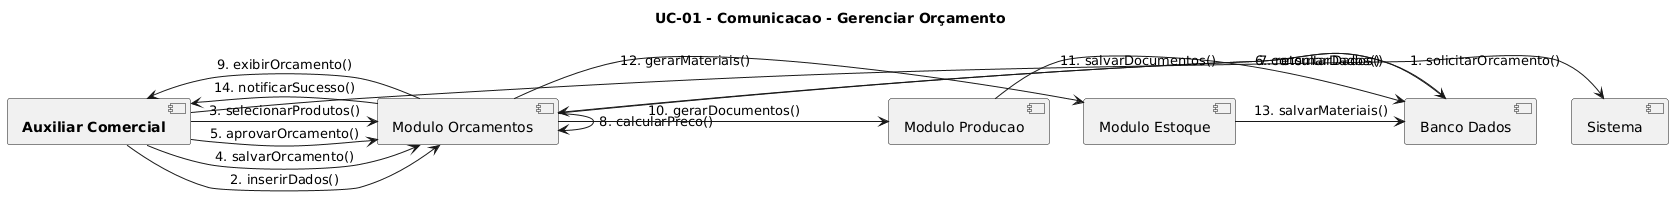 UC-01 - Comunicacao - Gerenciar Orçamento
9. exibirOrcamento()
12. gerarMateriais()
11. salvarDocumentos()
1. solicitarOrcamento()
14. notificarSucesso()
3. selecionarProdutos()
10. gerarDocumentos()
13. salvarMateriais()
Auxiliar Comercial
Modulo Orcamentos
8. calcularPreco()
Modulo Producao
Modulo Estoque
Banco Dados
Sistema
5. aprovarOrcamento()
4. salvarOrcamento()
2. inserirDados()